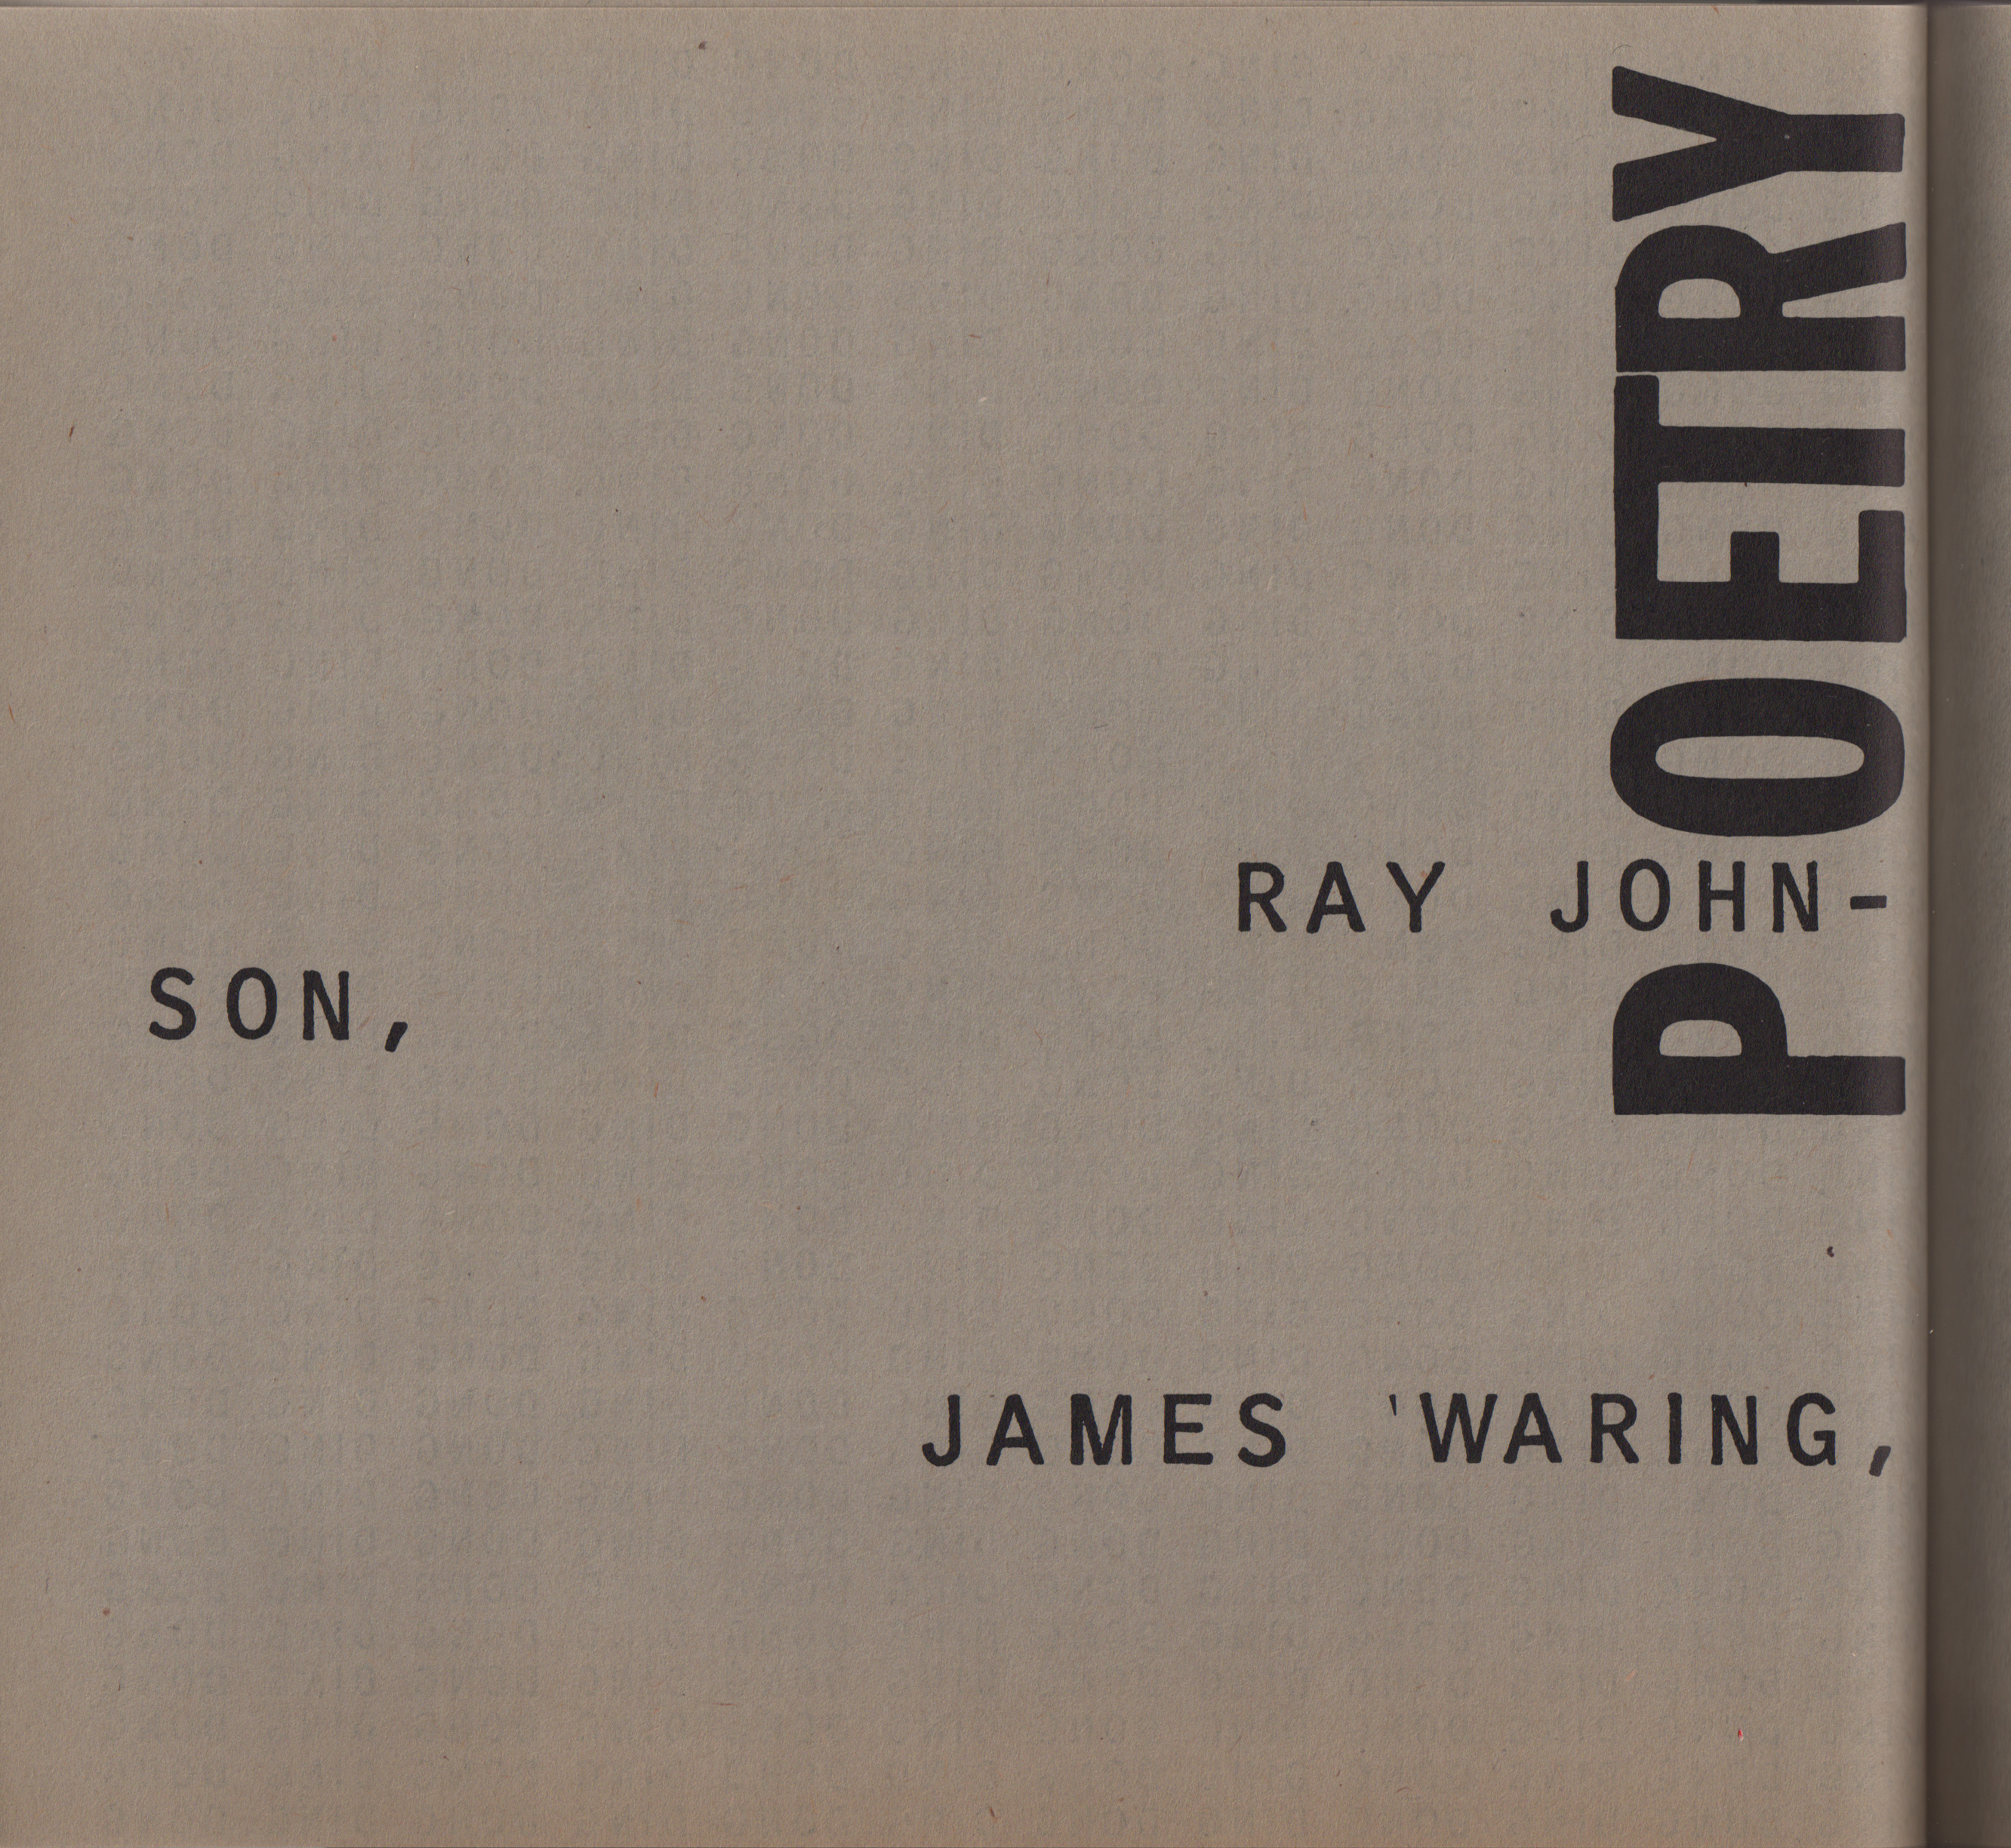 POETRY
RAY JOHN-
SON,
JAMES 'WARING,